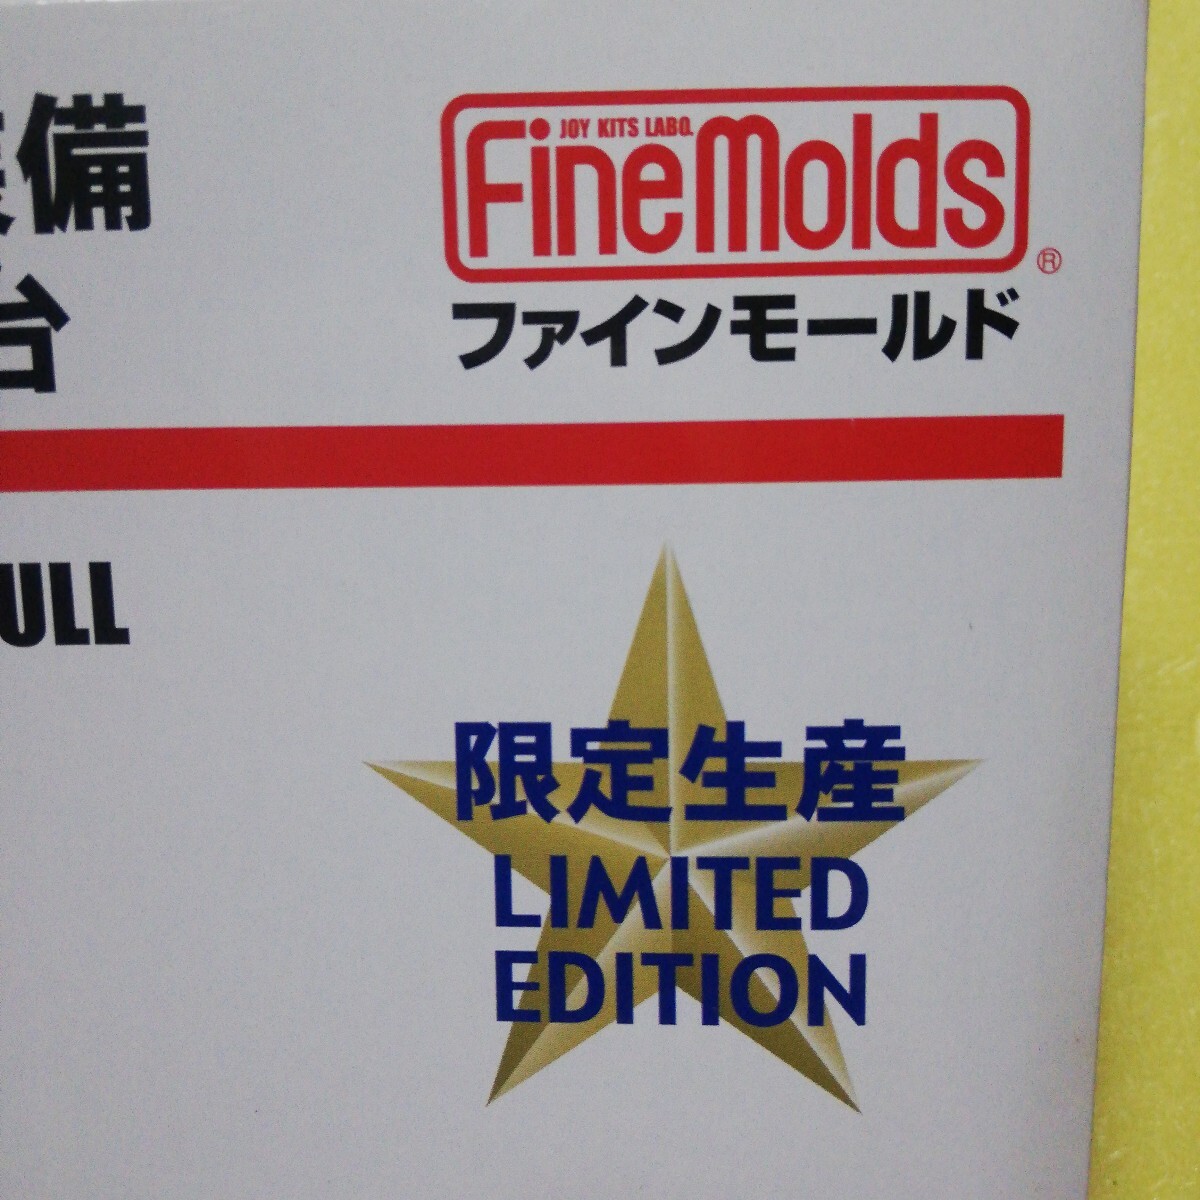 備
台
JOY KITS LABO.
FineMolds
®
ファインモールド
ULL
限定生産
LIMITED
EDITION